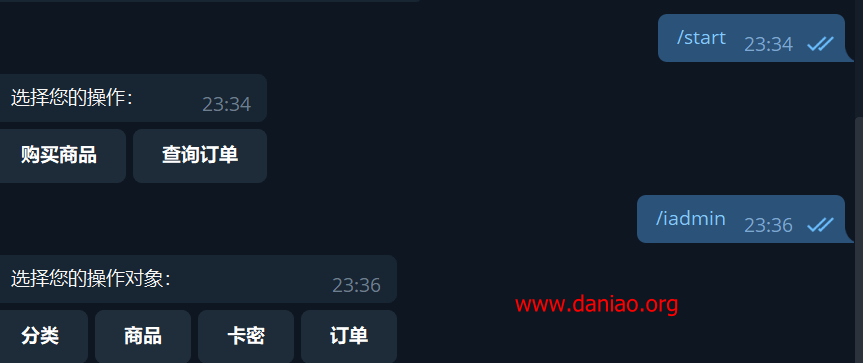 /start 23:34
选择您的操作： 23:34
购买商品 查询订单
/iadmin 23:36
选择您的操作对象： 23:36
www.daniao.org
分类 商品 卡密 订单